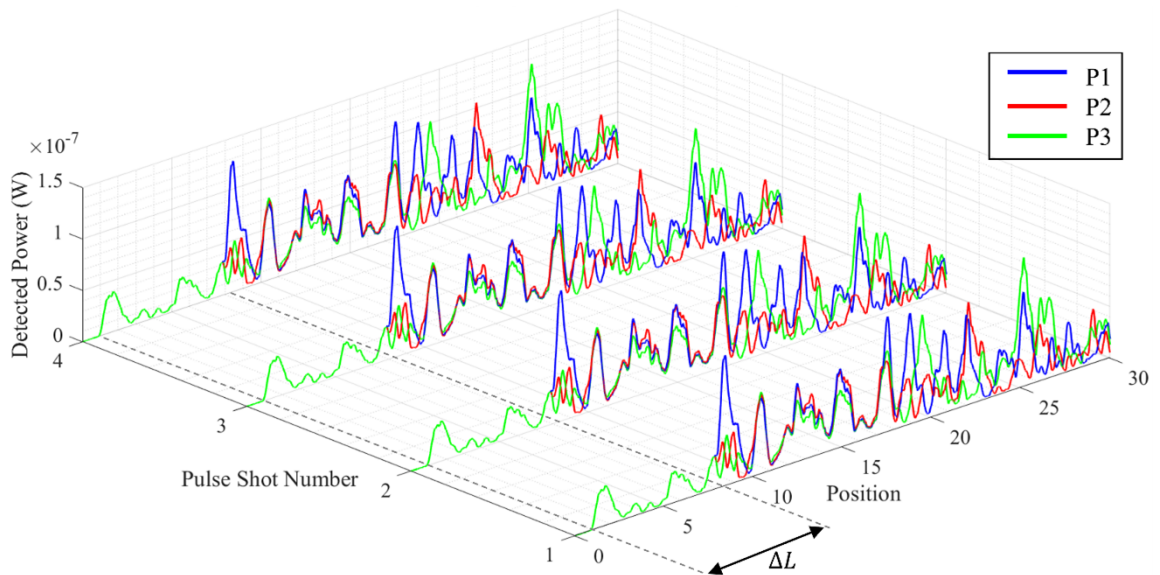 P1
P2
P3
×10⁻⁷
1.5
1
0.5
0
Detected Power (W)
4
3
2
1
Pulse Shot Number
0
5
10
15
20
25
30
Position
ΔL